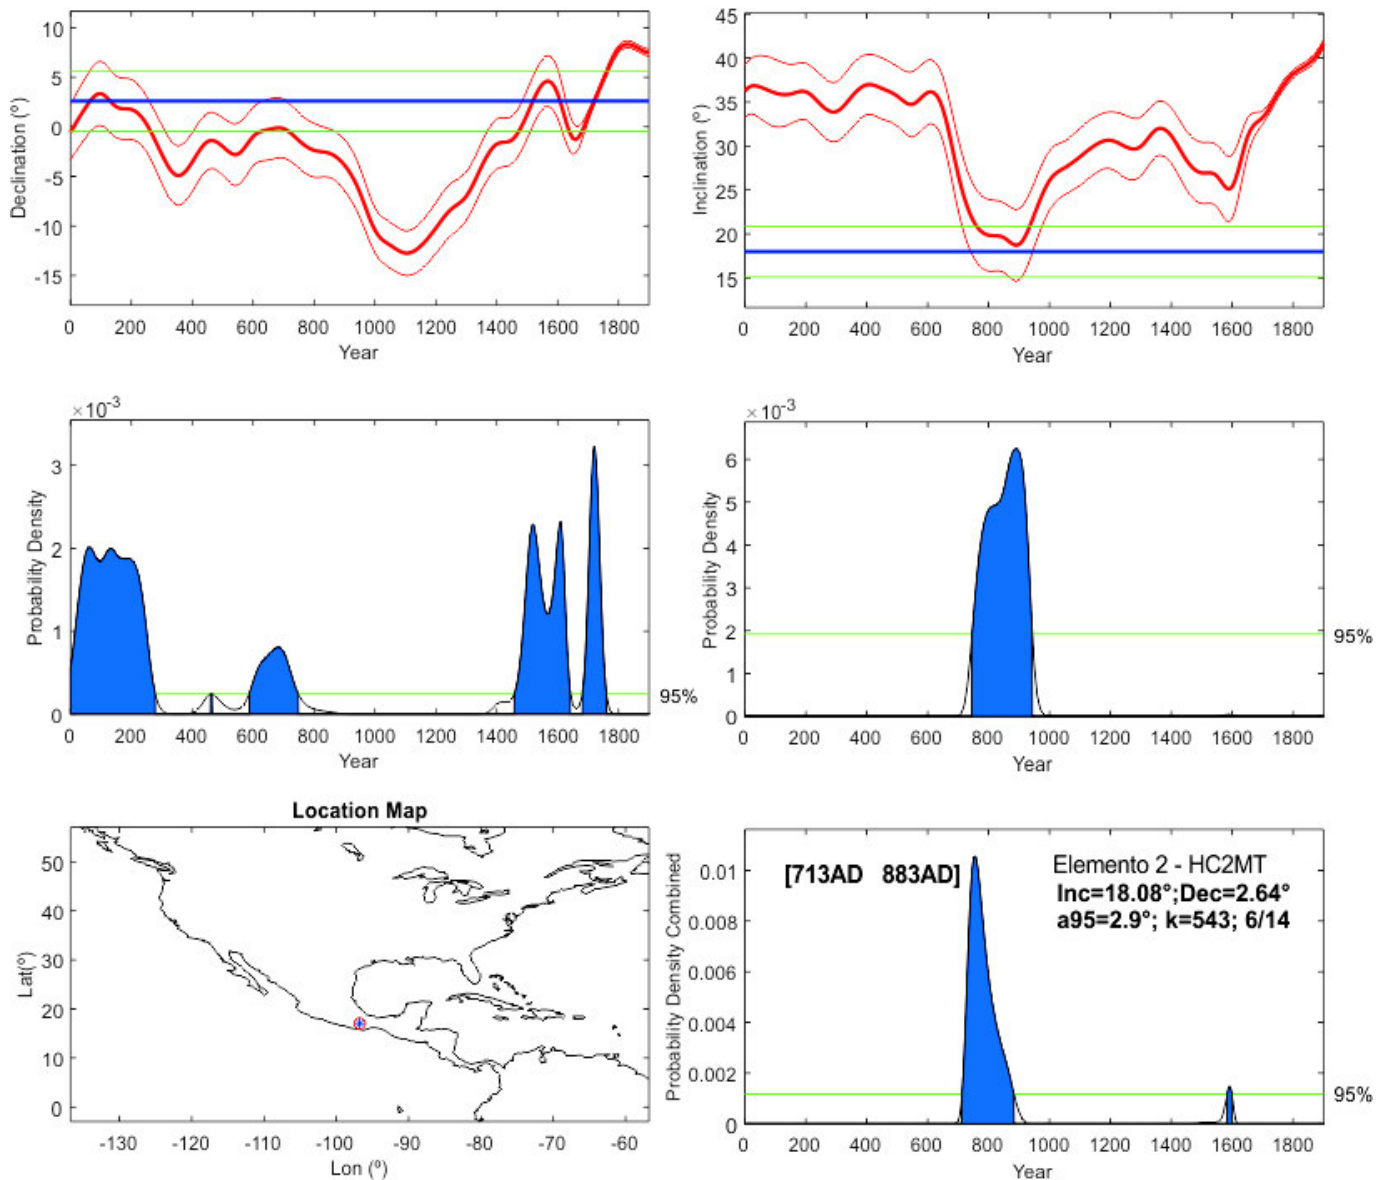 10
5
0
-5
-10
-15
Declination (º)
0 200 400 600 800 1000 1200 1400 1600 1800
Year
45
40
35
30
25
20
15
Inclination (º)
0 200 400 600 800 1000 1200 1400 1600 1800
Year
×10-3
3
2
1
0
Probability Density
95%
0 200 400 600 800 1000 1200 1400 1600 1800
Year
×10-3
6
5
4
3
2
1
0
Probability Density
95%
0 200 400 600 800 1000 1200 1400 1600 1800
Year
Location Map
50
40
30
20
10
0
Lat(º)
-130 -120 -110 -100 -90 -80 -70 -60
Lon (º)
0.01
0.008
0.006
0.004
0.002
0
Probability Density Combined
[713AD 883AD]
Elemento 2 - HC2MT
Inc=18.08°;Dec=2.64°
a95=2.9°; k=543; 6/14
95%
0 200 400 600 800 1000 1200 1400 1600 1800
Year